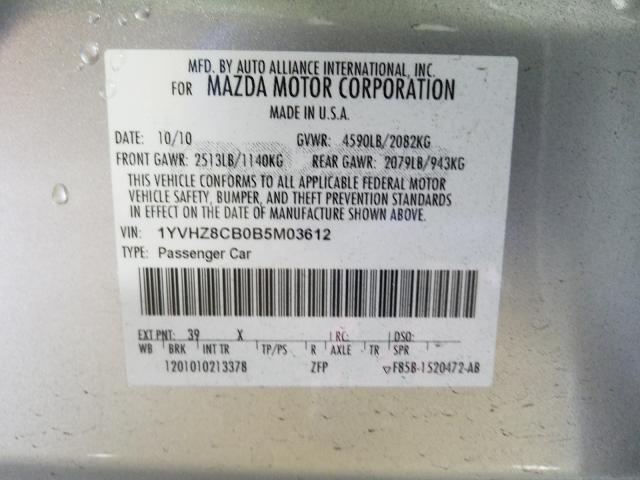 MFD. BY AUTO ALLIANCE INTERNATIONAL, INC.
FOR MAZDA MOTOR CORPORATION
MADE IN U.S.A.
DATE: 10/10 GVWR: 4590LB/2082KG
FRONT GAWR: 2513LB/1140KG REAR GAWR: 2079LB/943KG
THIS VEHICLE CONFORMS TO ALL APPLICABLE FEDERAL MOTOR
VEHICLE SAFETY, BUMPER, AND THEFT PREVENTION STANDARDS
IN EFFECT ON THE DATE OF MANUFACTURE SHOWN ABOVE.
VIN: 1YVHZ8CB0B5M03612
TYPE: Passenger Car
EXT PNT: 39 X RC: DSO:
WB BRK INT TR TP/PS R AXLE TR SPR
1201010213378 ZFP ▽F85B-1520472-AB